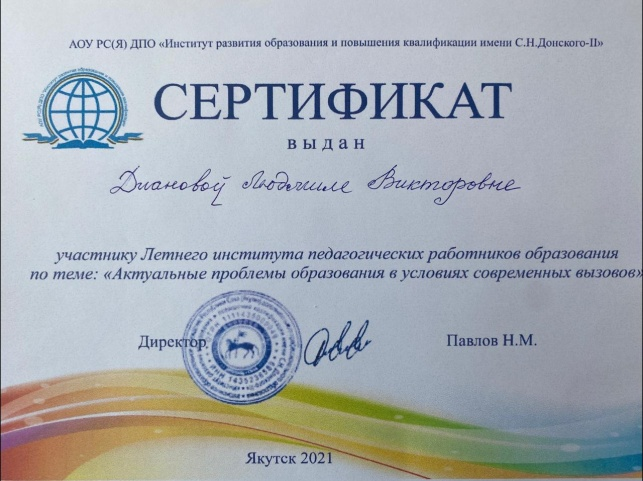 АОУ РС(Я) ДПО «Институт развития образования и повышения квалификации имени С.Н.Донского-II»
СЕРТИФИКАТ
выдан
Диановой Людмиле Викторовне
участнику Летнего института педагогических работников образования
по теме: «Актуальные проблемы образования в условиях современных вызовов»
Директор Павлов Н.М.
Якутск 2021